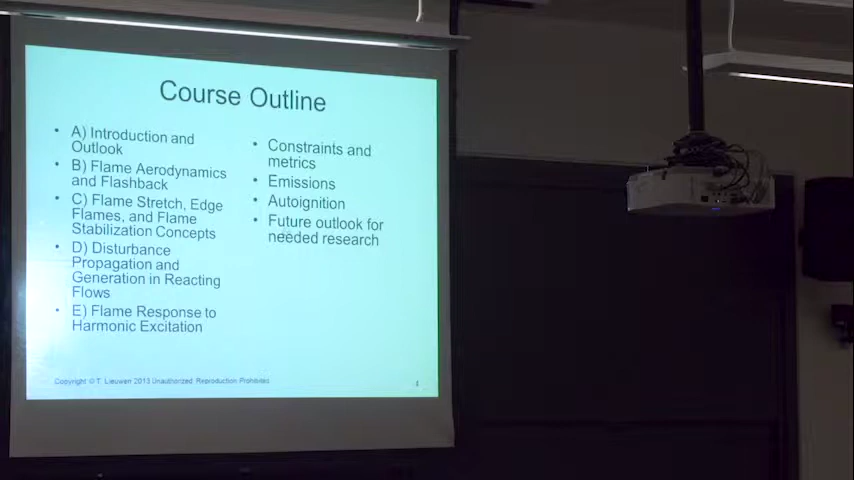 Course Outline
• A) Introduction and
Outlook
• B) Flame Aerodynamics
and Flashback
• C) Flame Stretch, Edge
Flames, and Flame
Stabilization Concepts
• D) Disturbance
Propagation and
Generation in Reacting
Flows
• E) Flame Response to
Harmonic Excitation
• Constraints and
metrics
• Emissions
• Autoignition
• Future outlook for
needed research
Copyright © T. Lieuwen 2013 Unauthorized Reproduction Prohibited
4